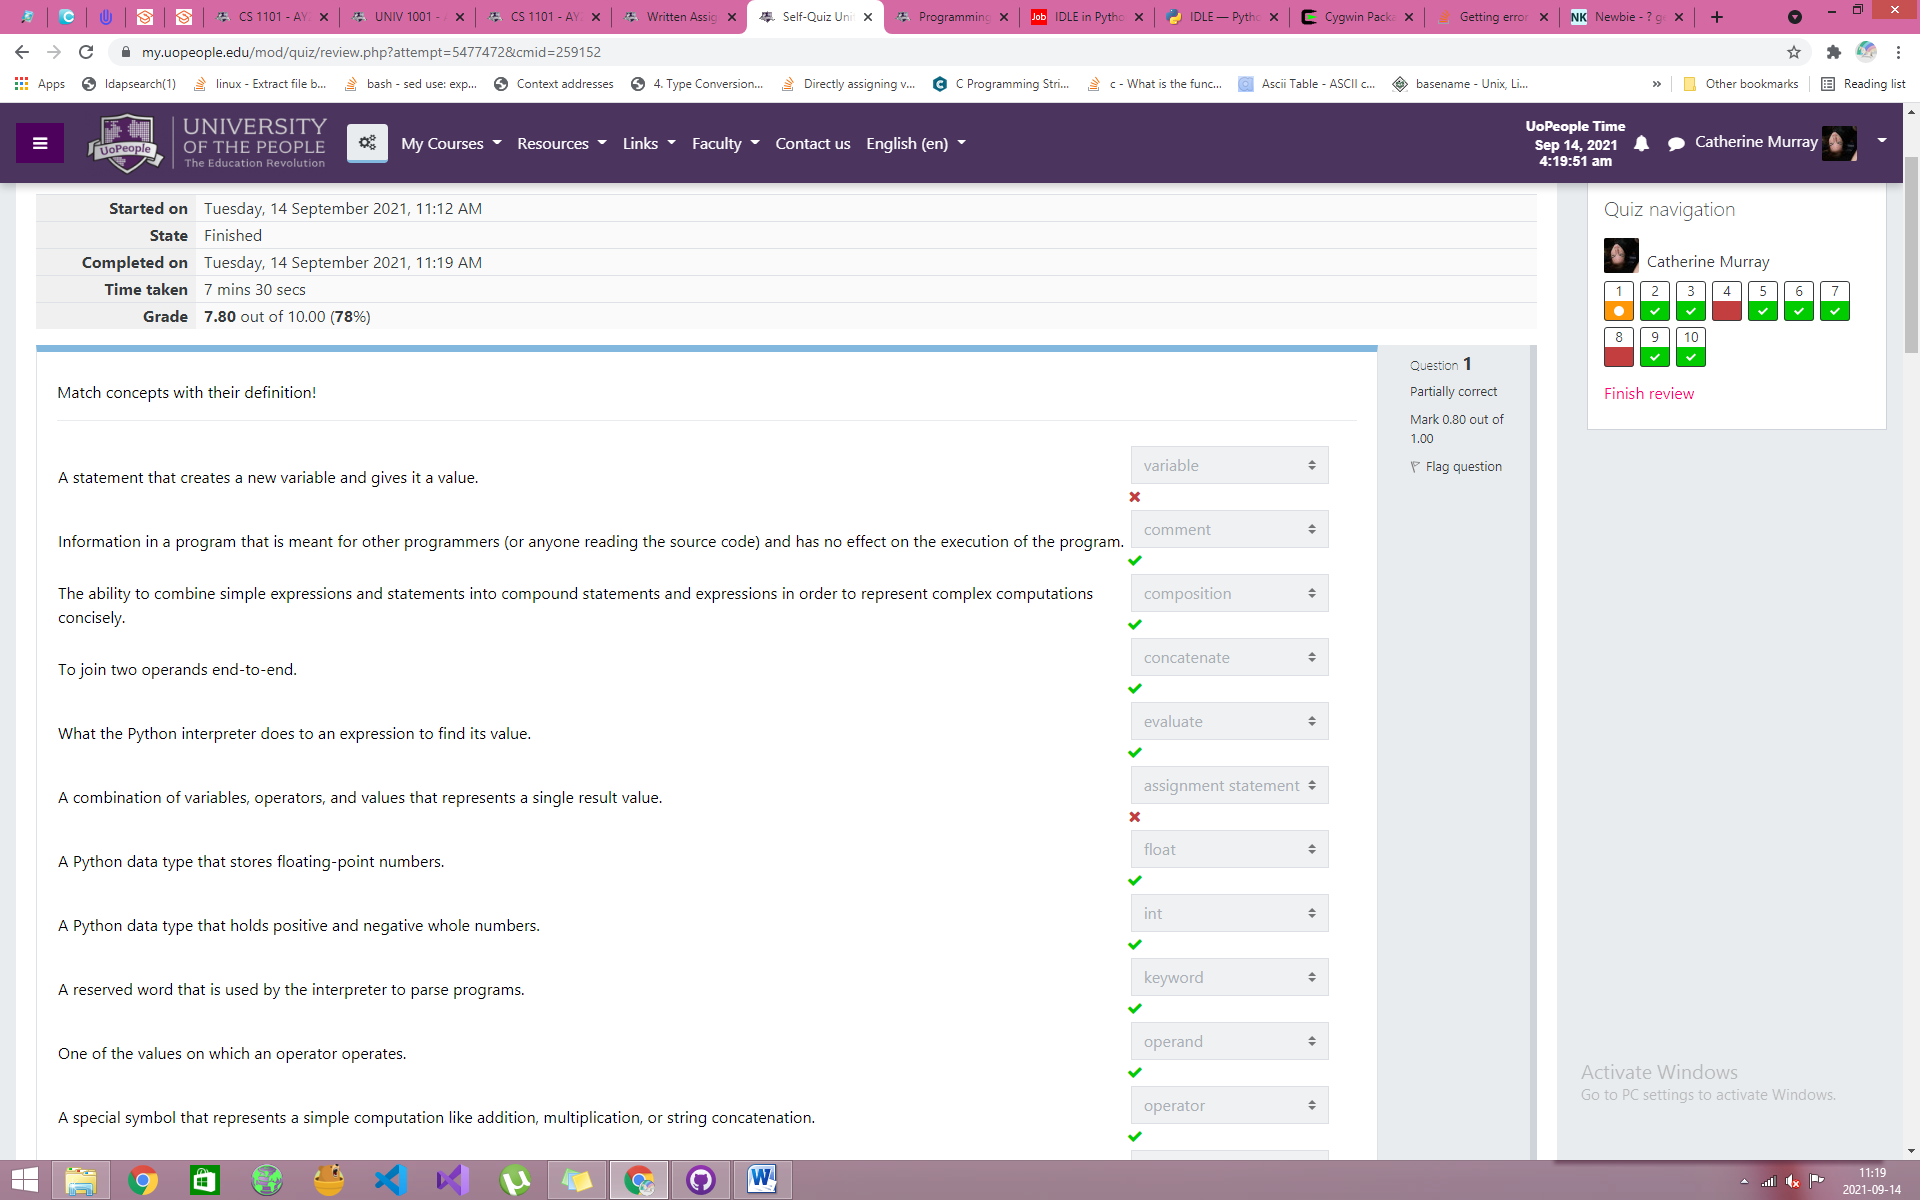 CS 1101 - AY
UNIV 1001 -
CS 1101 - AY
Written Assig
Self-Quiz Uni
Programming
Job
IDLE in Pytho
IDLE — Pyth
Cygwin Pack
Getting error
NK
Newbie - ? g
my.uopeople.edu/mod/quiz/review.php?attempt=5477472&cmid=259152
Apps
ldapsearch(1)
linux - Extract file b...
bash - sed use: exp...
Context addresses
4. Type Conversion...
Directly assigning v...
C Programming Stri...
c - What is the func...
Ascii Table - ASCII c...
basename - Unix, Li...
»
Other bookmarks
Reading list
UoPeople
UNIVERSITY
OF THE PEOPLE
The Education Revolution
My Courses
Resources
Links
Faculty
Contact us
English (en)
UoPeople Time
Sep 14, 2021
4:19:51 am
Catherine Murray
Started on Tuesday, 14 September 2021, 11:12 AM
State Finished
Completed on Tuesday, 14 September 2021, 11:19 AM
Time taken 7 mins 30 secs
Grade 7.80 out of 10.00 (78%)
Match concepts with their definition!
A statement that creates a new variable and gives it a value.
variable
Information in a program that is meant for other programmers (or anyone reading the source code) and has no effect on the execution of the program.
comment
The ability to combine simple expressions and statements into compound statements and expressions in order to represent complex computations
concisely.
composition
To join two operands end-to-end.
concatenate
What the Python interpreter does to an expression to find its value.
evaluate
A combination of variables, operators, and values that represents a single result value.
assignment statement
A Python data type that stores floating-point numbers.
float
A Python data type that holds positive and negative whole numbers.
int
A reserved word that is used by the interpreter to parse programs.
keyword
One of the values on which an operator operates.
operand
A special symbol that represents a simple computation like addition, multiplication, or string concatenation.
operator
Question 1
Partially correct
Mark 0.80 out of
1.00
Flag question
Quiz navigation
Catherine Murray
1 2 3 4 5 6 7
8 9 10
Finish review
Activate Windows
Go to PC settings to activate Windows.
11:19
2021-09-14